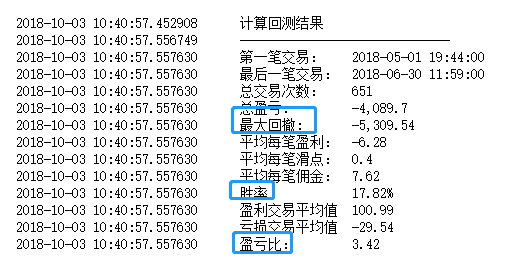 2018-10-03 10:40:57.452908 计算回测结果
2018-10-03 10:40:57.556749 ------------------------------
2018-10-03 10:40:57.557630 第一笔交易： 2018-05-01 19:44:00
2018-10-03 10:40:57.557630 最后一笔交易： 2018-06-30 11:59:00
2018-10-03 10:40:57.557630 总交易次数： 651
2018-10-03 10:40:57.557630 总盈亏： -4,089.7
2018-10-03 10:40:57.557630 最大回撤： -5,309.54
2018-10-03 10:40:57.557630 平均每笔盈利： -6.28
2018-10-03 10:40:57.557630 平均每笔滑点： 0.4
2018-10-03 10:40:57.557630 平均每笔佣金： 7.62
2018-10-03 10:40:57.557630 胜率 17.82%
2018-10-03 10:40:57.557630 盈利交易平均值 100.99
2018-10-03 10:40:57.557630 亏损交易平均值 -29.54
2018-10-03 10:40:57.557630 盈亏比： 3.42